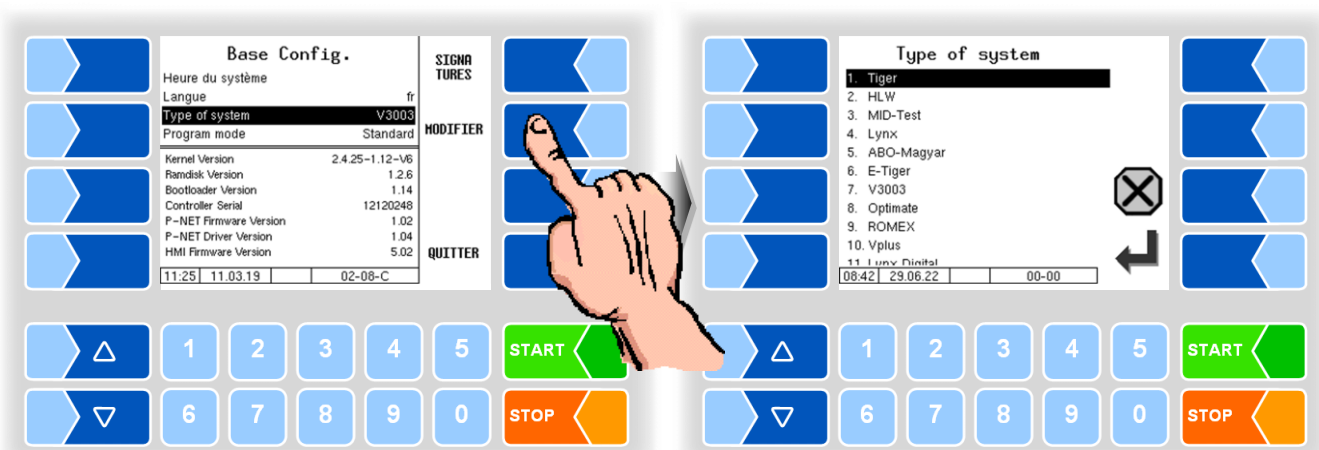 Base Config.
Heure du système
Langue fr
Type of system V3003
Program mode Standard
Kernel Version 2.4.25-1.12-V6
Ramdisk Version 1.2.6
Bootloader Version 1.14
Controller Serial 12120248
P-NET Firmware Version 1.02
P-NET Driver Version 1.04
HMI Firmware Version 5.02
11:25 11.03.19 02-08-C
SIGNA
TURES
MODIFIER
QUITTER
1 2 3 4 5 START
6 7 8 9 0 STOP
Type of system
1. Tiger
2. HLW
3. MID-Test
4. Lynx
5. ABO-Magyar
6. E-Tiger
7. V3003
8. Optimate
9. ROMEX
10. Vplus
11. Lynx Digital
08:42 29.06.22 00-00
1 2 3 4 5 START
6 7 8 9 0 STOP